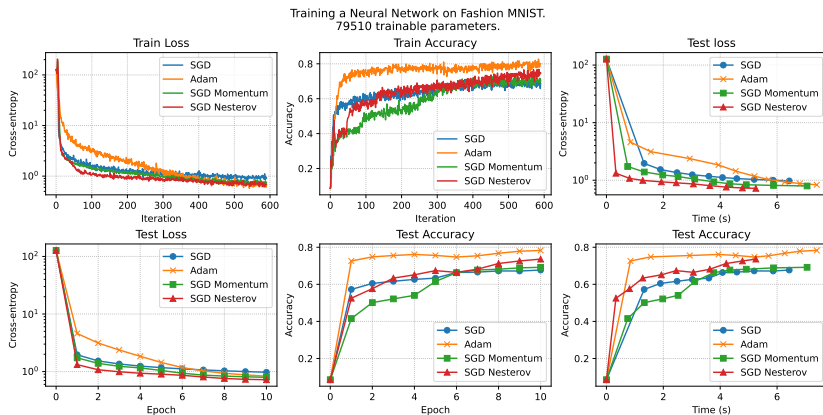 Training a Neural Network on Fashion MNIST.
79510 trainable parameters.
Train Loss
Cross-entropy
10²
10¹
10⁰
SGD
Adam
SGD Momentum
SGD Nesterov
0 100 200 300 400 500 600
Iteration
Train Accuracy
Accuracy
0.8
0.6
0.4
0.2
SGD
Adam
SGD Momentum
SGD Nesterov
0 100 200 300 400 500 600
Iteration
Test loss
Cross-entropy
10²
10¹
10⁰
SGD
Adam
SGD Momentum
SGD Nesterov
0 2 4 6
Time (s)
Test Loss
Cross-entropy
10²
10¹
10⁰
SGD
Adam
SGD Momentum
SGD Nesterov
0 2 4 6 8 10
Epoch
Test Accuracy
Accuracy
0.8
0.6
0.4
0.2
SGD
Adam
SGD Momentum
SGD Nesterov
0 2 4 6 8 10
Epoch
Test Accuracy
Accuracy
0.8
0.6
0.4
0.2
SGD
Adam
SGD Momentum
SGD Nesterov
0 2 4 6
Time (s)